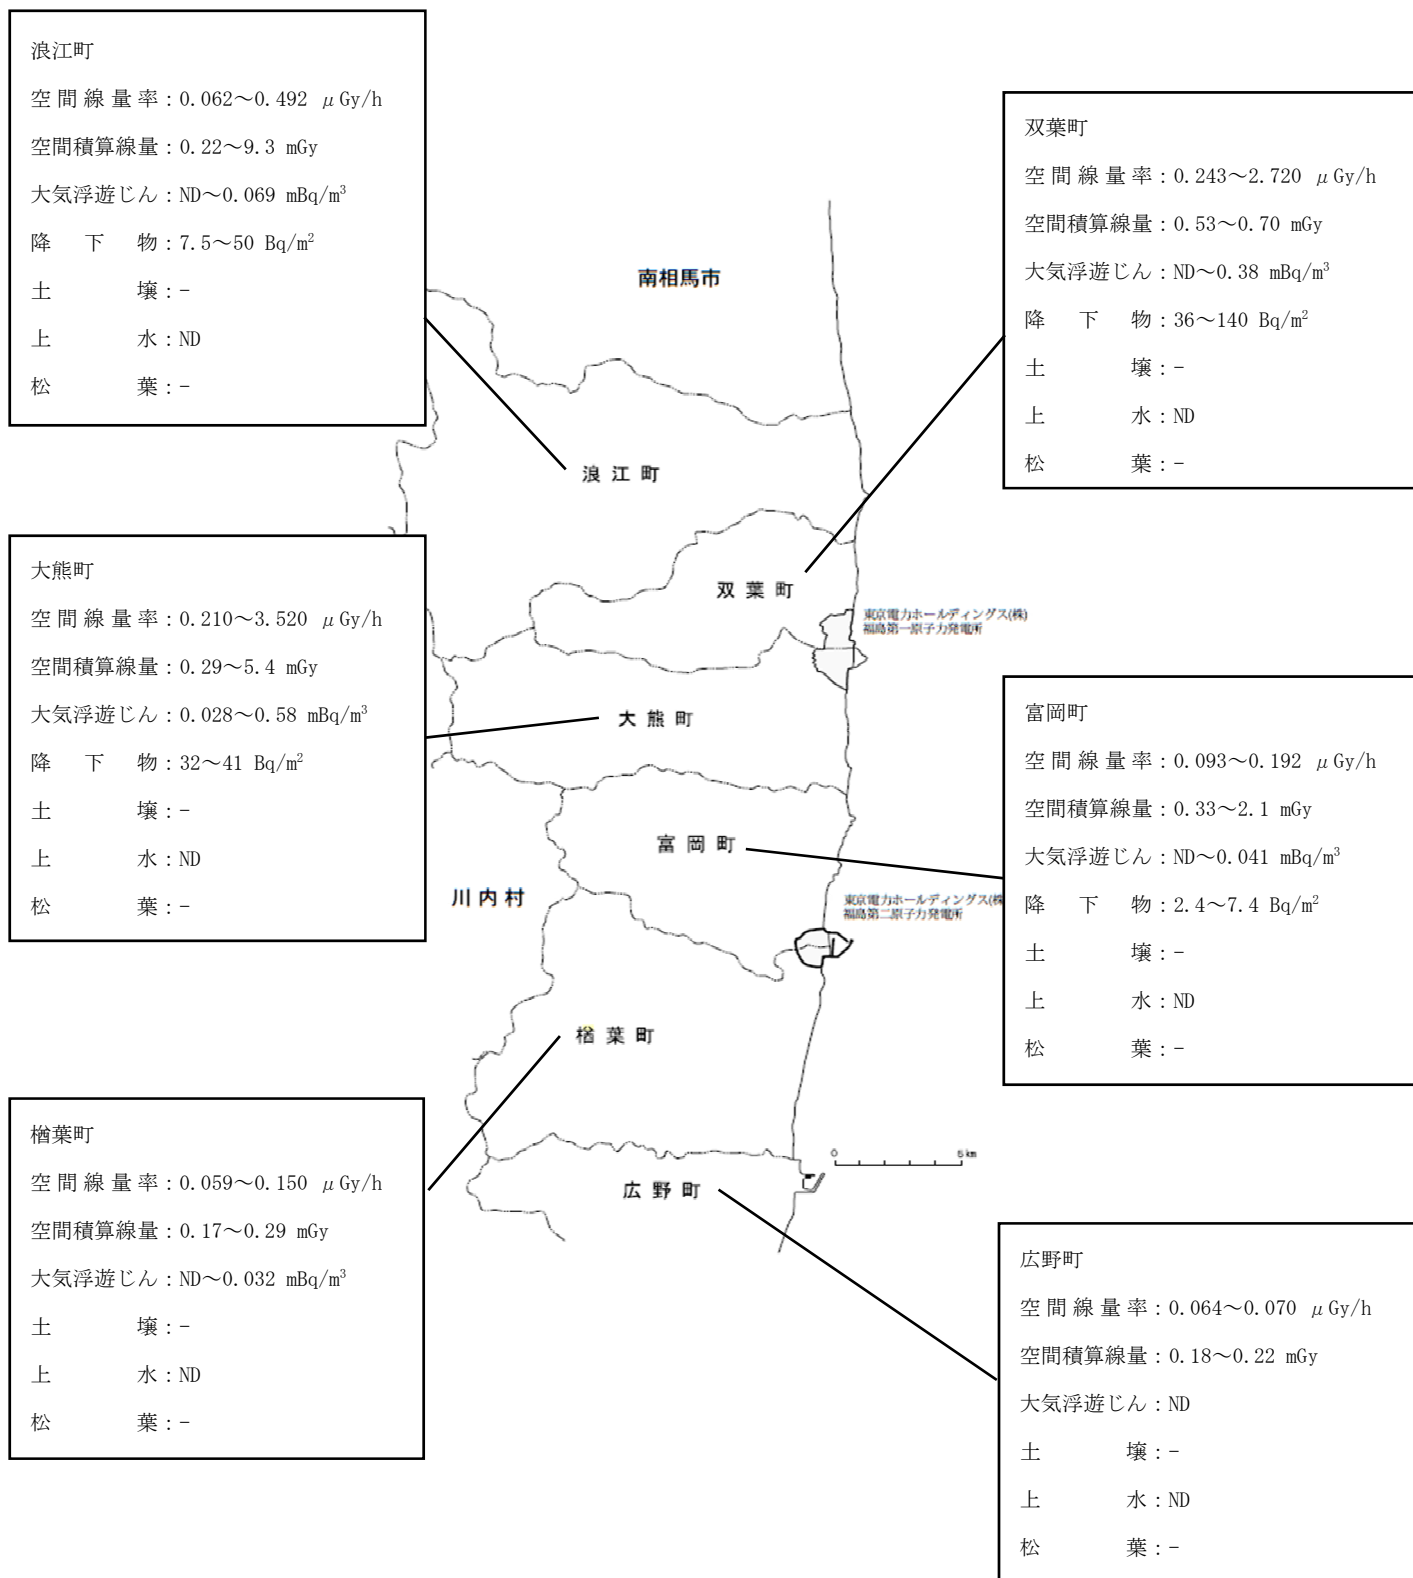 浪江町
空間線量率：0.062～0.492 μGy/h
空間積算線量：0.22～9.3 mGy
大気浮遊じん：ND～0.069 mBq/m³
降下物：7.5～50 Bq/m²
土壌：-
上水：ND
松葉：-
双葉町
空間線量率：0.243～2.720 μGy/h
空間積算線量：0.53～0.70 mGy
大気浮遊じん：ND～0.38 mBq/m³
降下物：36～140 Bq/m²
土壌：-
上水：ND
松葉：-
南相馬市
浪江町
双葉町
東京電力ホールディングス(株)
福島第一原子力発電所
大熊町
空間線量率：0.210～3.520 μGy/h
空間積算線量：0.29～5.4 mGy
大気浮遊じん：0.028～0.58 mBq/m³
降下物：32～41 Bq/m²
土壌：-
上水：ND
松葉：-
大熊町
富岡町
空間線量率：0.093～0.192 μGy/h
空間積算線量：0.33～2.1 mGy
大気浮遊じん：ND～0.041 mBq/m³
降下物：2.4～7.4 Bq/m²
土壌：-
上水：ND
松葉：-
富岡町
川内村
東京電力ホールディングス(株
福島第二原子力発電所
楢葉町
楢葉町
空間線量率：0.059～0.150 μGy/h
空間積算線量：0.17～0.29 mGy
大気浮遊じん：ND～0.032 mBq/m³
土壌：-
上水：ND
松葉：-
0 5km
広野町
広野町
空間線量率：0.064～0.070 μGy/h
空間積算線量：0.18～0.22 mGy
大気浮遊じん：ND
土壌：-
上水：ND
松葉：-